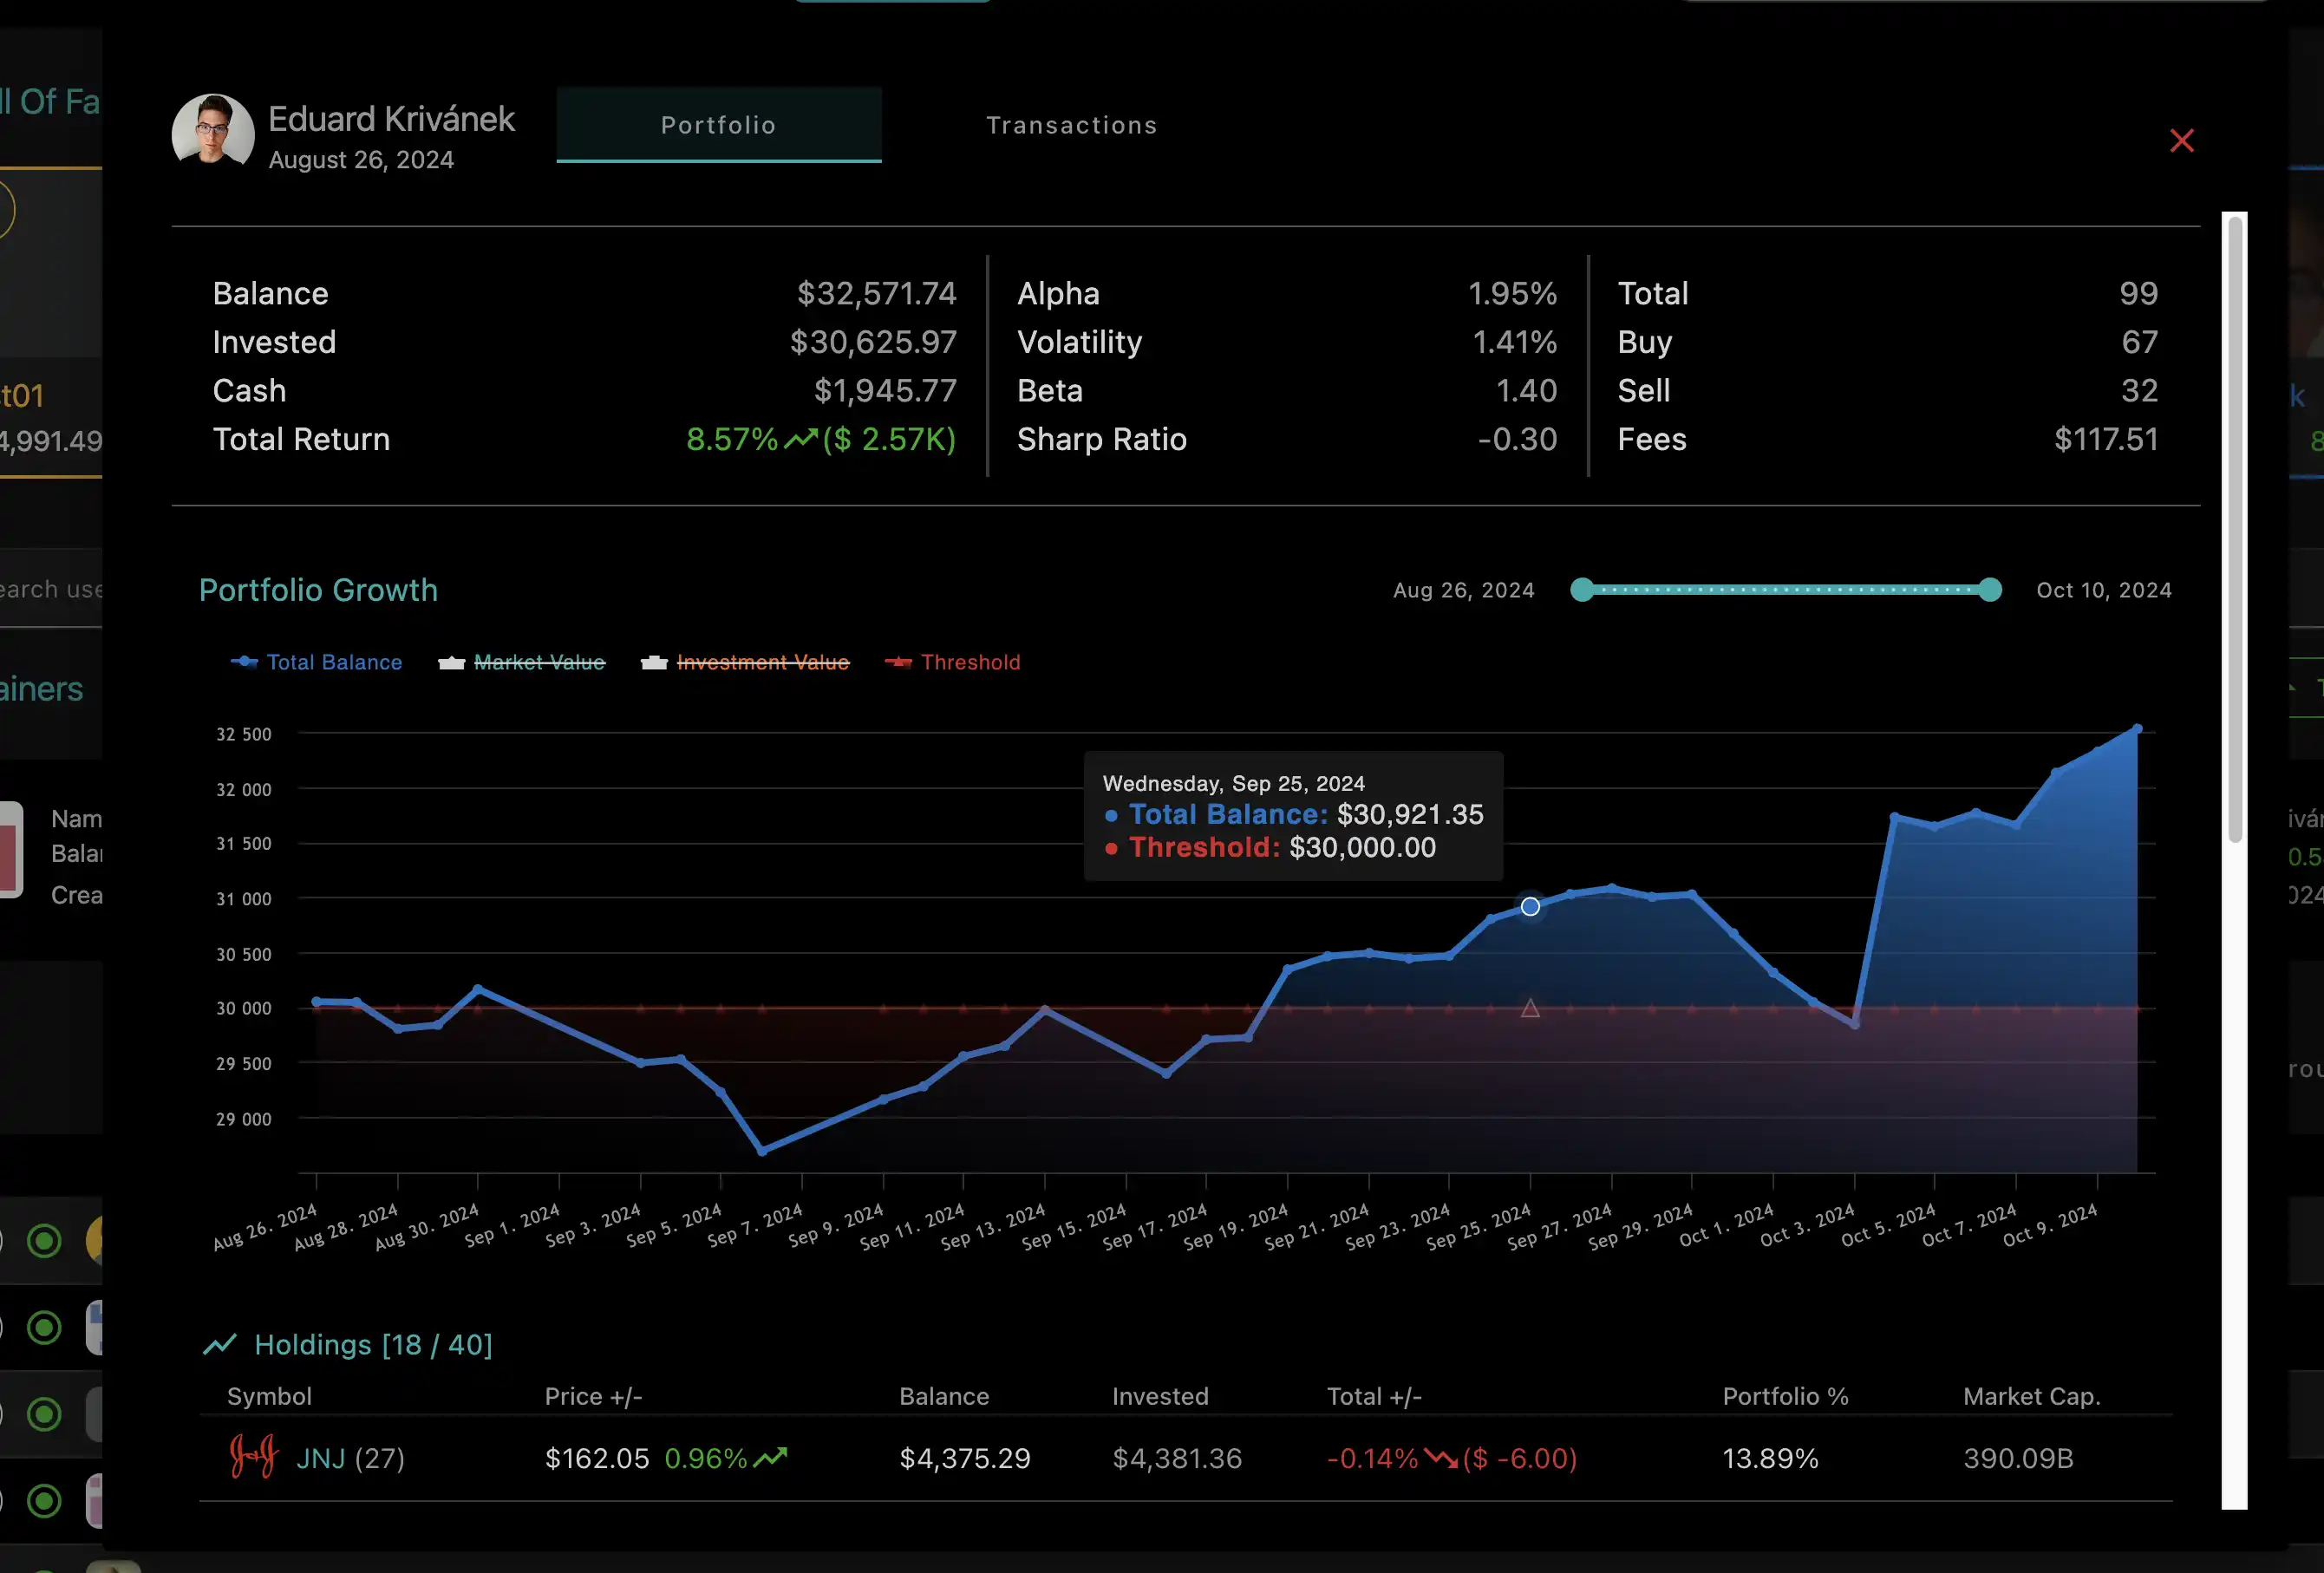 ll Of Fa
Eduard Krivánek
August 26, 2024
Portfolio
Transactions
Balance $32,571.74
Invested $30,625.97
Cash $1,945.77
Total Return 8.57% ($ 2.57K)
Alpha 1.95%
Volatility 1.41%
Beta 1.40
Sharp Ratio -0.30
Total 99
Buy 67
Sell 32
Fees $117.51
t01
4,991.49
k
8
earch use
ainers
Nam
Balar
Crea
Portfolio Growth
Aug 26, 2024
Oct 10, 2024
Total Balance
Market Value
Investment Value
Threshold
32 500
32 000
31 500
31 000
30 500
30 000
29 500
29 000
Wednesday, Sep 25, 2024
Total Balance: $30,921.35
Threshold: $30,000.00
Aug 26. 2024
Aug 28. 2024
Aug 30. 2024
Sep 1. 2024
Sep 3. 2024
Sep 5. 2024
Sep 7. 2024
Sep 9. 2024
Sep 11. 2024
Sep 13. 2024
Sep 15. 2024
Sep 17. 2024
Sep 19. 2024
Sep 21. 2024
Sep 23. 2024
Sep 25. 2024
Sep 27. 2024
Sep 29. 2024
Oct 1. 2024
Oct 3. 2024
Oct 5. 2024
Oct 7. 2024
Oct 9. 2024
ivár
0.5
024
rou
Holdings [18 / 40]
Symbol Price +/- Balance Invested Total +/- Portfolio % Market Cap.
JNJ (27) $162.05 0.96% $4,375.29 $4,381.36 -0.14% ($ -6.00) 13.89% 390.09B